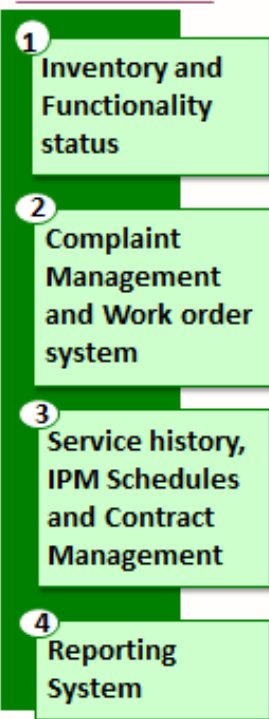 1
Inventory and
Functionality
status
2
Complaint
Management
and Work order
system
3
Service history,
IPM Schedules
and Contract
Management
4
Reporting
System